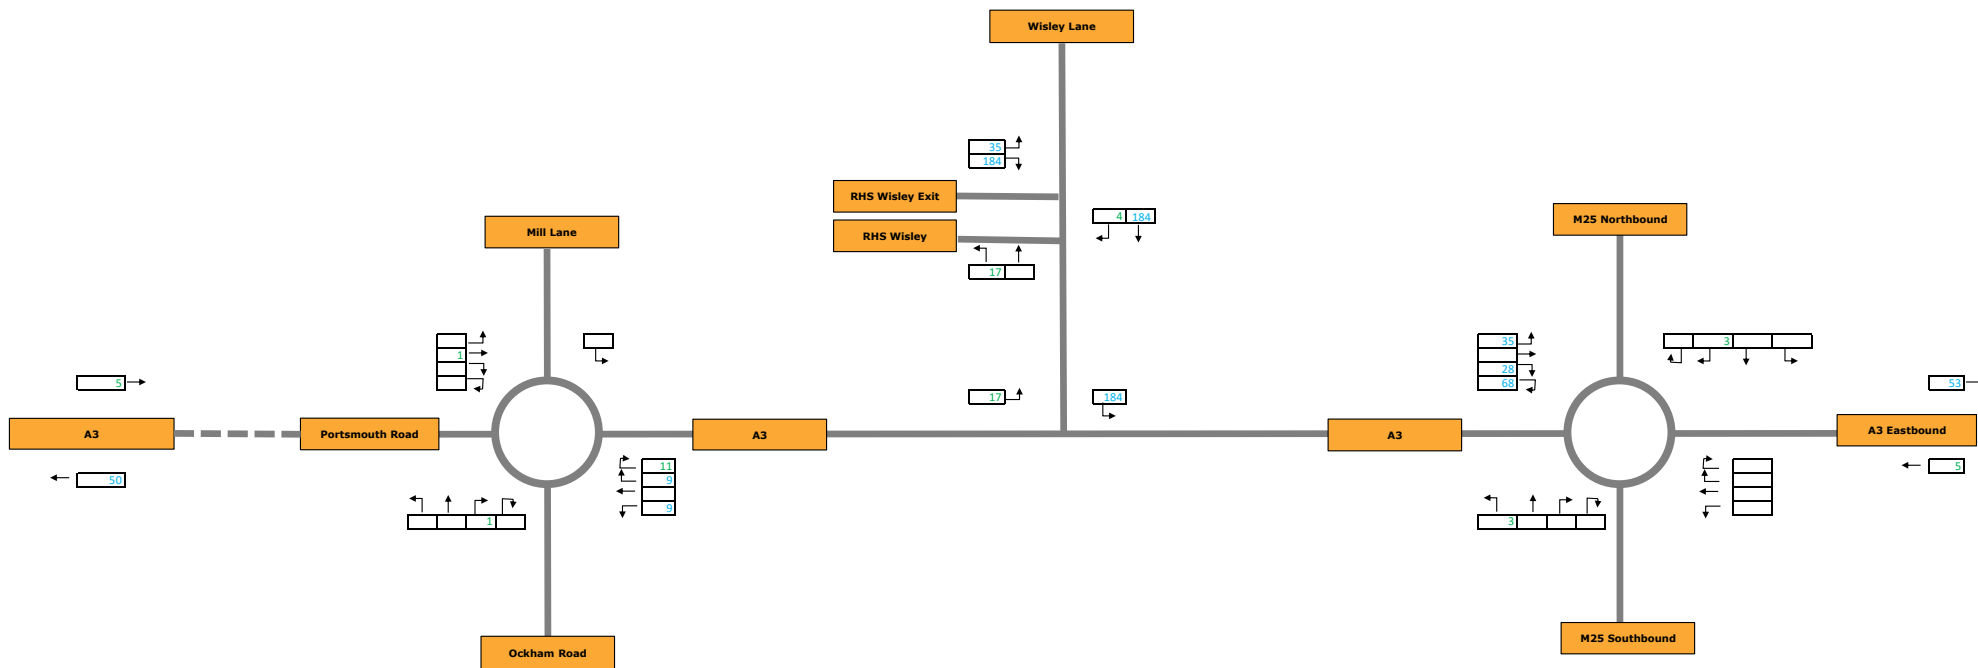 Wisley Lane
35
184
RHS Wisley Exit
4 184
M25 Northbound
Mill Lane
RHS Wisley
17
35
3
1
28
5
68
53
17
184
A3
Portsmouth Road
A3
A3
A3 Eastbound
11
5
50
9
9
1
3
Ockham Road
M25 Southbound